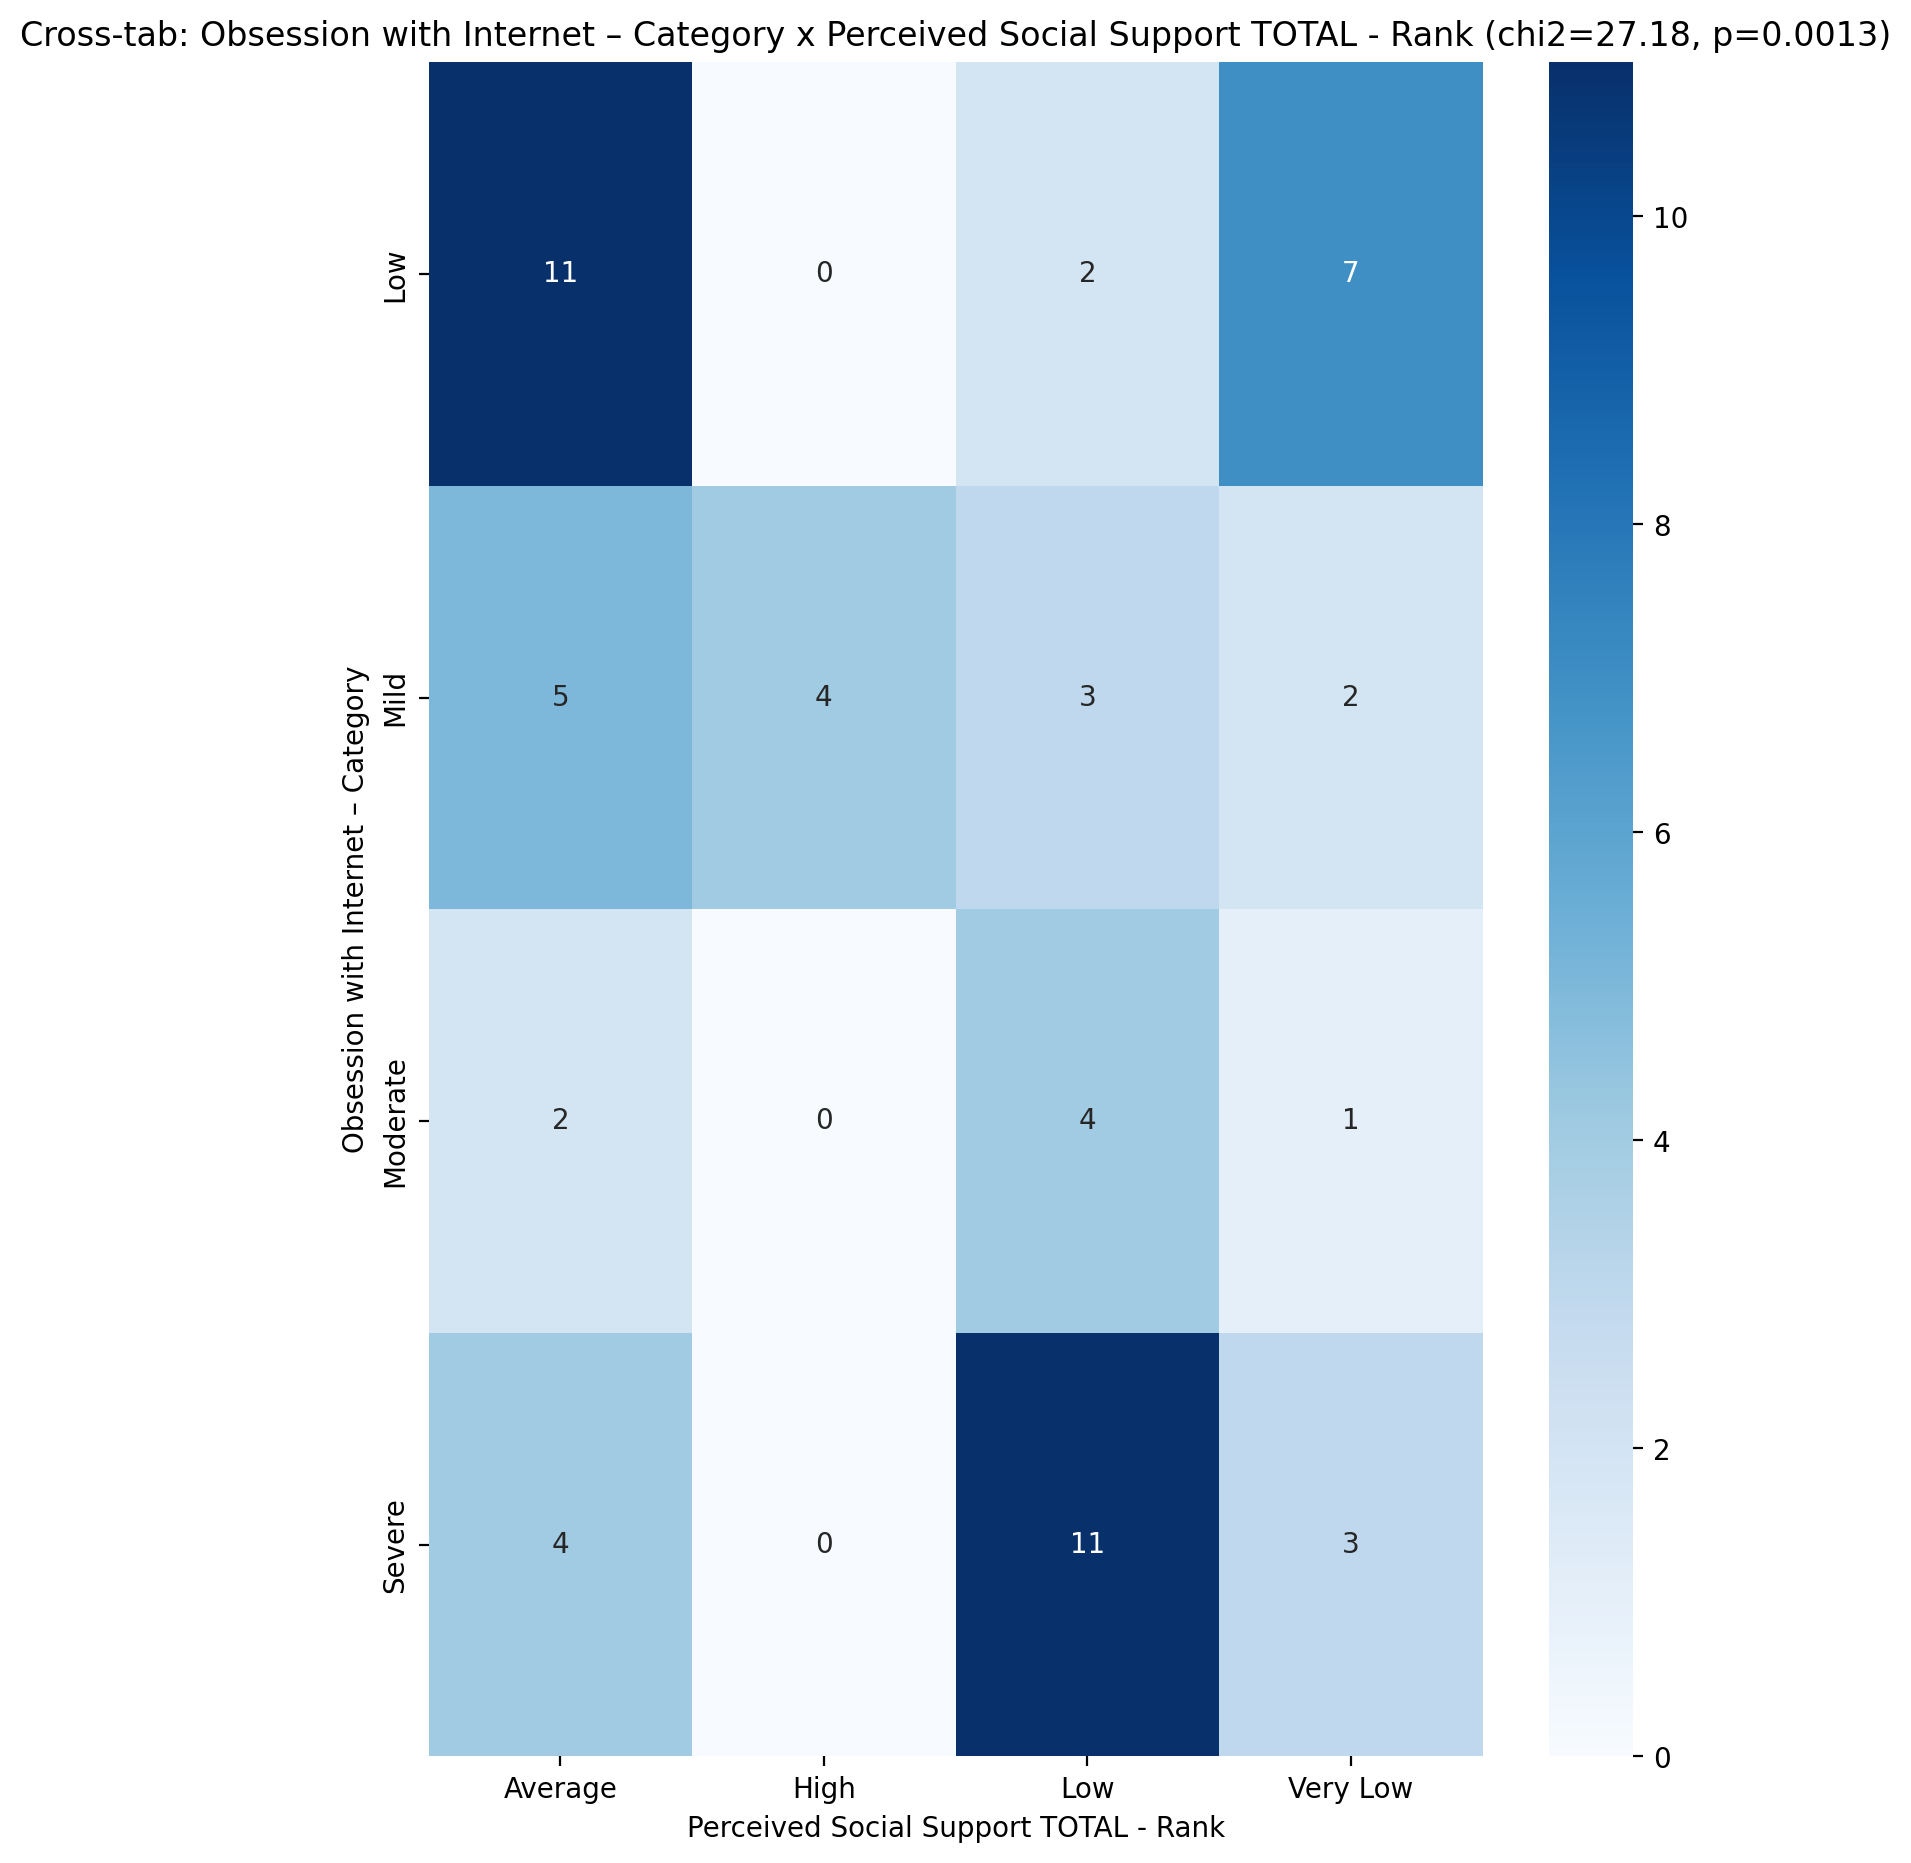 Cross-tab: Obsession with Internet – Category x Perceived Social Support TOTAL - Rank (chi2=27.18, p=0.0013)
Obsession with Internet – Category
Low
11 0 2 7
Mild
5 4 3 2
Moderate
2 0 4 1
Severe
4 0 11 3
Average High Low Very Low
Perceived Social Support TOTAL - Rank
10
8
6
4
2
0